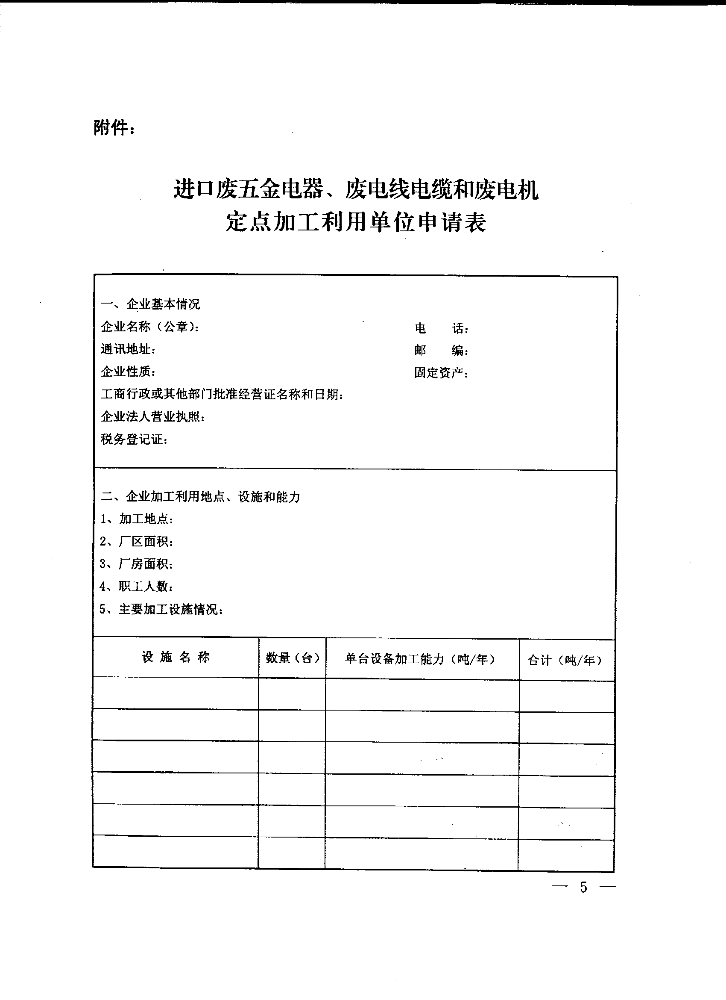 附件：
进口废五金电器、废电线电缆和废电机
定点加工利用单位申请表
一、企业基本情况
企业名称（公章）： 电　　话：
通讯地址： 邮　　编：
企业性质： 固定资产：
工商行政或其他部门批准经营证名称和日期：
企业法人营业执照：
税务登记证：
二、企业加工利用地点、设施和能力
1、加工地点：
2、厂区面积：
3、厂房面积：
4、职工人数：
5、主要加工设施情况：
设施名称 数量（台） 单台设备加工能力（吨/年） 合计（吨/年）
— 5 —